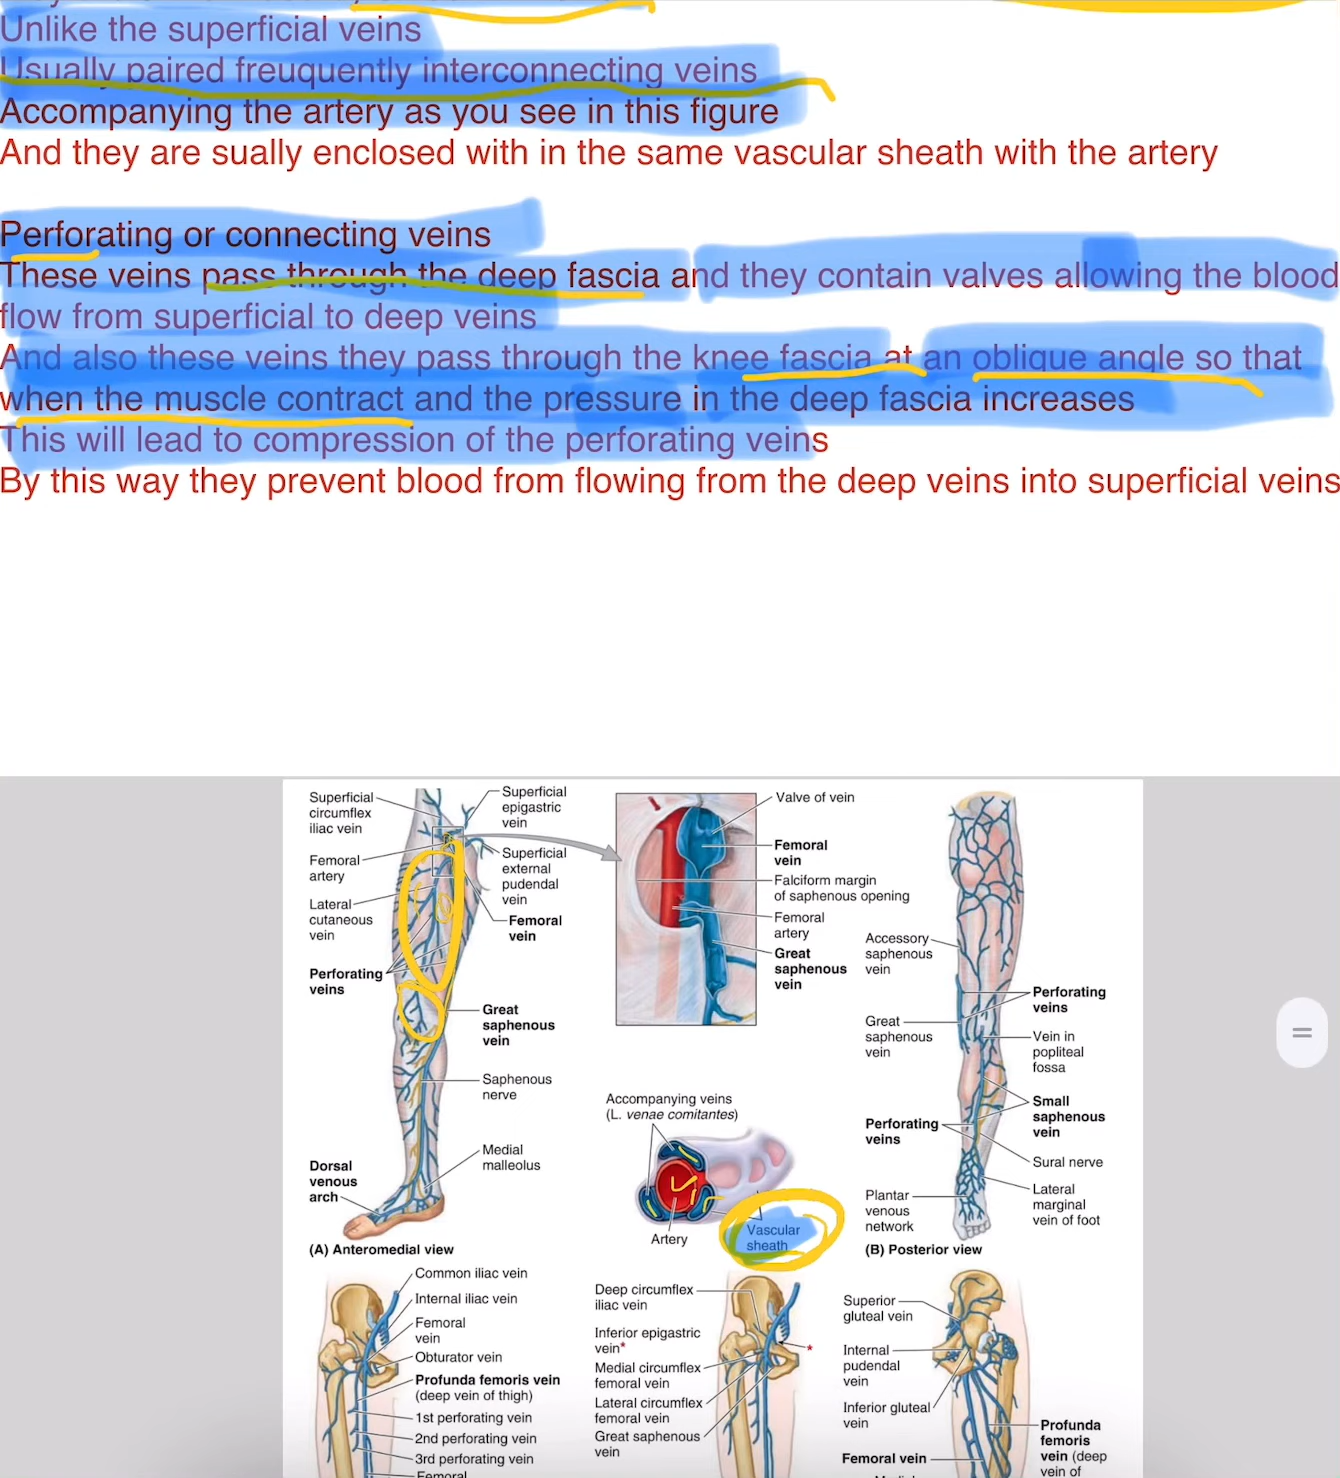 Unlike the superficial veins
Usually paired freuquently interconnecting veins
Accompanying the artery as you see in this figure
And they are sually enclosed with in the same vascular sheath with the artery
Perforating or connecting veins
These veins pass through the deep fascia and they contain valves allowing the blood
flow from superficial to deep veins
And also these veins they pass through the knee fascia at an oblique angle so that
when the muscle contract and the pressure in the deep fascia increases
This will lead to compression of the perforating veins
By this way they prevent blood from flowing from the deep veins into superficial veins
Superficial
circumflex
iliac vein
Femoral
artery
Lateral
cutaneous
vein
Perforating
veins
Dorsal
venous
arch
Superficial
epigastric
vein
Superficial
external
pudendal
vein
Femoral
vein
Great
saphenous
vein
Saphenous
nerve
Medial
malleolus
(A) Anteromedial view
Valve of vein
Femoral
vein
Falciform margin
of saphenous opening
Femoral
artery
Great
saphenous
vein
Accompanying veins
(L. venae comitantes)
Artery
Vascular
sheath
Accessory
saphenous
vein
Great
saphenous
vein
Perforating
veins
Plantar
venous
network
Perforating
veins
Vein in
popliteal
fossa
Small
saphenous
vein
Sural nerve
Lateral
marginal
vein of foot
(B) Posterior view
Common iliac vein
Internal iliac vein
Femoral
vein
Obturator vein
Profunda femoris vein
(deep vein of thigh)
1st perforating vein
2nd perforating vein
3rd perforating vein
Femoral
Deep circumflex
iliac vein
Inferior epigastric
vein*
Medial circumflex
femoral vein
Lateral circumflex
femoral vein
Great saphenous
vein
*
Superior
gluteal vein
Internal
pudendal
vein
Inferior gluteal
vein
Femoral vein
Profunda
femoris
vein (deep
vein of